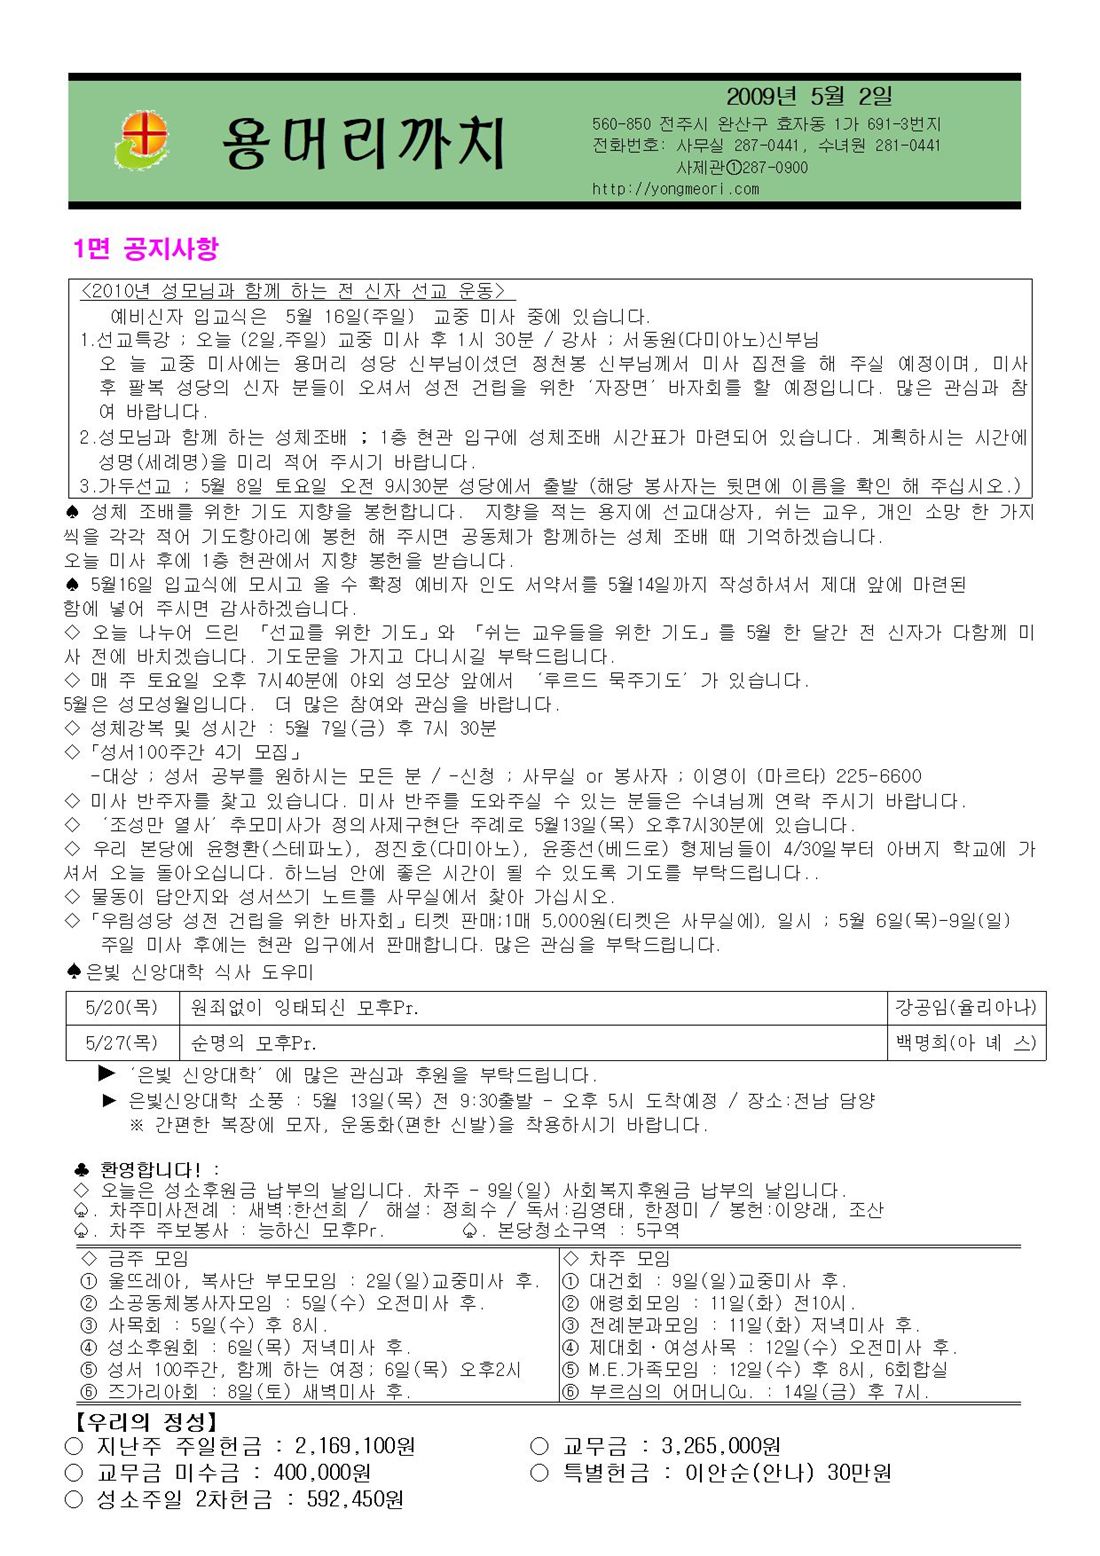 2009년 5월 2일
용머리까치
560-850 전주시 완산구 효자동 1가 691-3번지
전화번호: 사무실 287-0441, 수녀원 281-0441
사제관①287-0900
http://yongmeori.com
1면 공지사항
<2010년 성모님과 함께 하는 전 신자 선교 운동>
예비신자 입교식은 5월 16일(주일) 교중 미사 중에 있습니다.
1.선교특강 ; 오늘 (2일,주일) 교중 미사 후 1시 30분 / 강사 ; 서동원(다미아노)신부님
오 늘 교중 미사에는 용머리 성당 신부님이셨던 정천봉 신부님께서 미사 집전을 해 주실 예정이며, 미사
후 팔복 성당의 신자 분들이 오셔서 성전 건립을 위한 ‘자장면’ 바자회를 할 예정입니다. 많은 관심과 참
여 바랍니다.
2.성모님과 함께 하는 성체조배 ; 1층 현관 입구에 성체조배 시간표가 마련되어 있습니다. 계획하시는 시간에
성명(세례명)을 미리 적어 주시기 바랍니다.
3.가두선교 ; 5월 8일 토요일 오전 9시30분 성당에서 출발 (해당 봉사자는 뒷면에 이름을 확인 해 주십시오.)
♠ 성체 조배를 위한 기도 지향을 봉헌합니다. 지향을 적는 용지에 선교대상자, 쉬는 교우, 개인 소망 한 가지
씩을 각각 적어 기도항아리에 봉헌 해 주시면 공동체가 함께하는 성체 조배 때 기억하겠습니다.
오늘 미사 후에 1층 현관에서 지향 봉헌을 받습니다.
♠ 5월16일 입교식에 모시고 올 수 확정 예비자 인도 서약서를 5월14일까지 작성하셔서 제대 앞에 마련된
함에 넣어 주시면 감사하겠습니다.
◇ 오늘 나누어 드린 「선교를 위한 기도」와 「쉬는 교우들을 위한 기도」를 5월 한 달간 전 신자가 다함께 미
사 전에 바치겠습니다. 기도문을 가지고 다니시길 부탁드립니다.
◇ 매 주 토요일 오후 7시40분에 야외 성모상 앞에서 ‘루르드 묵주기도’가 있습니다.
5월은 성모성월입니다. 더 많은 참여와 관심을 바랍니다.
◇ 성체강복 및 성시간 : 5월 7일(금) 후 7시 30분
◇「성서100주간 4기 모집」
-대상 ; 성서 공부를 원하시는 모든 분 / -신청 ; 사무실 or 봉사자 ; 이영이 (마르타) 225-6600
◇ 미사 반주자를 찾고 있습니다. 미사 반주를 도와주실 수 있는 분들은 수녀님께 연락 주시기 바랍니다.
◇ ‘조성만 열사’ 추모미사가 정의사제구현단 주례로 5월13일(목) 오후7시30분에 있습니다.
◇ 우리 본당에 윤형환(스테파노), 정진호(다미아노), 윤종선(베드로) 형제님들이 4/30일부터 아버지 학교에 가
셔서 오늘 돌아오십니다. 하느님 안에 좋은 시간이 될 수 있도록 기도를 부탁드립니다..
◇ 물동이 답안지와 성서쓰기 노트를 사무실에서 찾아 가십시오.
◇「우림성당 성전 건립을 위한 바자회」티켓 판매;1매 5,000원(티켓은 사무실에), 일시 ; 5월 6일(목)-9일(일)
주일 미사 후에는 현관 입구에서 판매합니다. 많은 관심을 부탁드립니다.
♠은빛 신앙대학 식사 도우미
5/20(목) 원죄없이 잉태되신 모후Pr. 강공임(율리아나)
5/27(목) 순명의 모후Pr. 백명희(아 녜 스)
▶ ‘은빛 신앙대학’에 많은 관심과 후원을 부탁드립니다.
▶ 은빛신앙대학 소풍 : 5월 13일(목) 전 9:30출발 - 오후 5시 도착예정 / 장소:전남 담양
※ 간편한 복장에 모자, 운동화(편한 신발)을 착용하시기 바랍니다.
♣ 환영합니다! :
◇ 오늘은 성소후원금 납부의 날입니다. 차주 - 9일(일) 사회복지후원금 납부의 날입니다.
♤. 차주미사전례 : 새벽:한선희 / 해설: 정희수 / 독서:김영태, 한정미 / 봉헌:이양래, 조산
♤. 차주 주보봉사 : 능하신 모후Pr. ♤. 본당청소구역 : 5구역
◇ 금주 모임
① 울뜨레아, 복사단 부모모임 : 2일(일)교중미사 후.
② 소공동체봉사자모임 : 5일(수) 오전미사 후.
③ 사목회 : 5일(수) 후 8시.
④ 성소후원회 : 6일(목) 저녁미사 후.
⑤ 성서 100주간, 함께 하는 여정; 6일(목) 오후2시
⑥ 즈가리아회 : 8일(토) 새벽미사 후.
◇ 차주 모임
① 대건회 : 9일(일)교중미사 후.
② 애령회모임 : 11일(화) 전10시.
③ 전례분과모임 : 11일(화) 저녁미사 후.
④ 제대회·여성사목 : 12일(수) 오전미사 후.
⑤ M.E.가족모임 : 12일(수) 후 8시, 6회합실
⑥ 부르심의 어머니Cu. : 14일(금) 후 7시.
【우리의 정성】
○ 지난주 주일헌금 : 2,169,100원 ○ 교무금 : 3,265,000원
○ 교무금 미수금 : 400,000원 ○ 특별헌금 : 이안순(안나) 30만원
○ 성소주일 2차헌금 : 592,450원